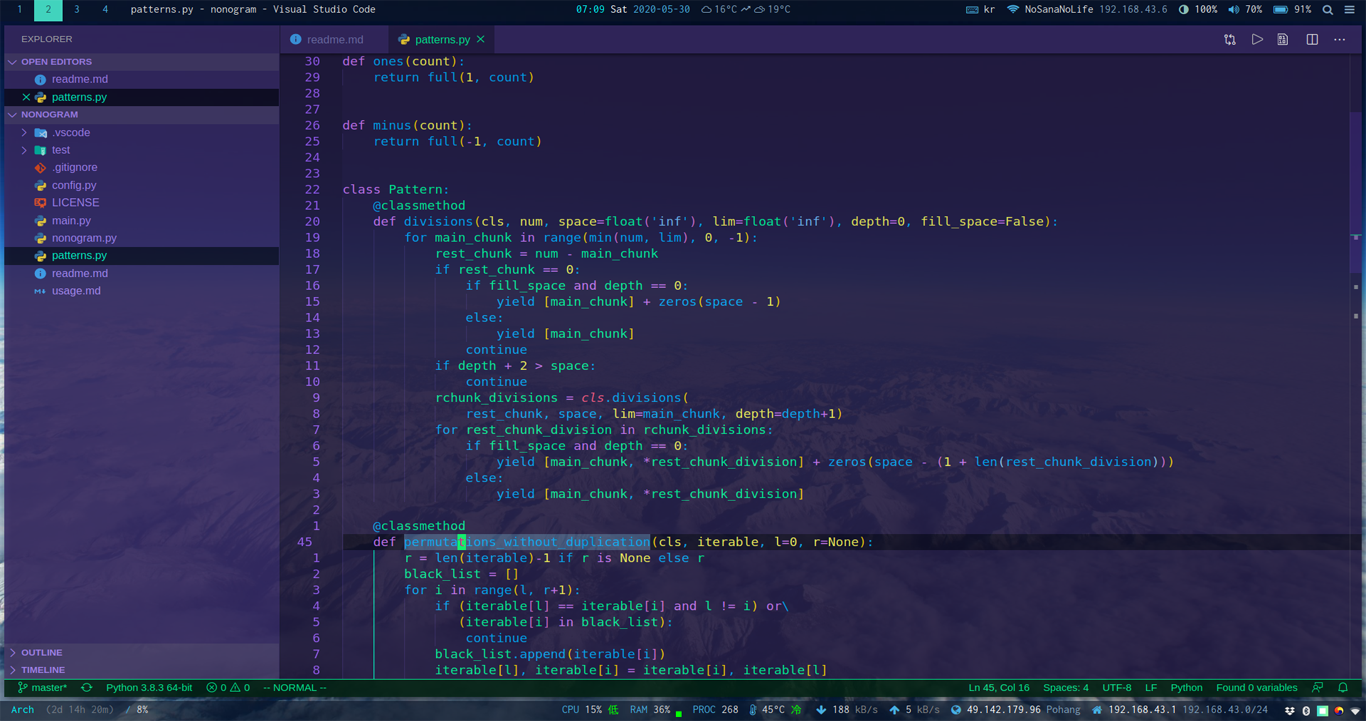 1 2 3 4 patterns.py - nonogram - Visual Studio Code 07:09 Sat 2020-05-30 16°C 19°C kr NoSanaNoLife 192.168.43.6 100% 70% 91%
EXPLORER
OPEN EDITORS
readme.md
patterns.py
NONOGRAM
.vscode
test
.gitignore
config.py
LICENSE
main.py
nonogram.py
patterns.py
readme.md
usage.md
OUTLINE
TIMELINE
readme.md patterns.py
30 def ones(count):
29 return full(1, count)
28
27
26 def minus(count):
25 return full(-1, count)
24
23
22 class Pattern:
21 @classmethod
20 def divisions(cls, num, space=float('inf'), lim=float('inf'), depth=0, fill_space=False):
19 for main_chunk in range(min(num, lim), 0, -1):
18 rest_chunk = num - main_chunk
17 if rest_chunk == 0:
16 if fill_space and depth == 0:
15 yield [main_chunk] + zeros(space - 1)
14 else:
13 yield [main_chunk]
12 continue
11 if depth + 2 > space:
10 continue
9 rchunk_divisions = cls.divisions(
8 rest_chunk, space, lim=main_chunk, depth=depth+1)
7 for rest_chunk_division in rchunk_divisions:
6 if fill_space and depth == 0:
5 yield [main_chunk, *rest_chunk_division] + zeros(space - (1 + len(rest_chunk_division)))
4 else:
3 yield [main_chunk, *rest_chunk_division]
2
1 @classmethod
45 def permutations_without_duplication(cls, iterable, l=0, r=None):
1 r = len(iterable)-1 if r is None else r
2 black_list = []
3 for i in range(l, r+1):
4 if (iterable[l] == iterable[i] and l != i) or\
5 (iterable[i] in black_list):
6 continue
7 black_list.append(iterable[i])
8 iterable[l], iterable[i] = iterable[i], iterable[l]
master* Python 3.8.3 64-bit 0 0 -- NORMAL -- Ln 45, Col 16 Spaces: 4 UTF-8 LF Python Found 0 variables
Arch (2d 14h 20m) / 8% CPU 15% 低 RAM 36% PROC 268 45°C 冷 188 kB/s 5 kB/s 49.142.179.96 Pohang 192.168.43.1 192.168.43.0/24